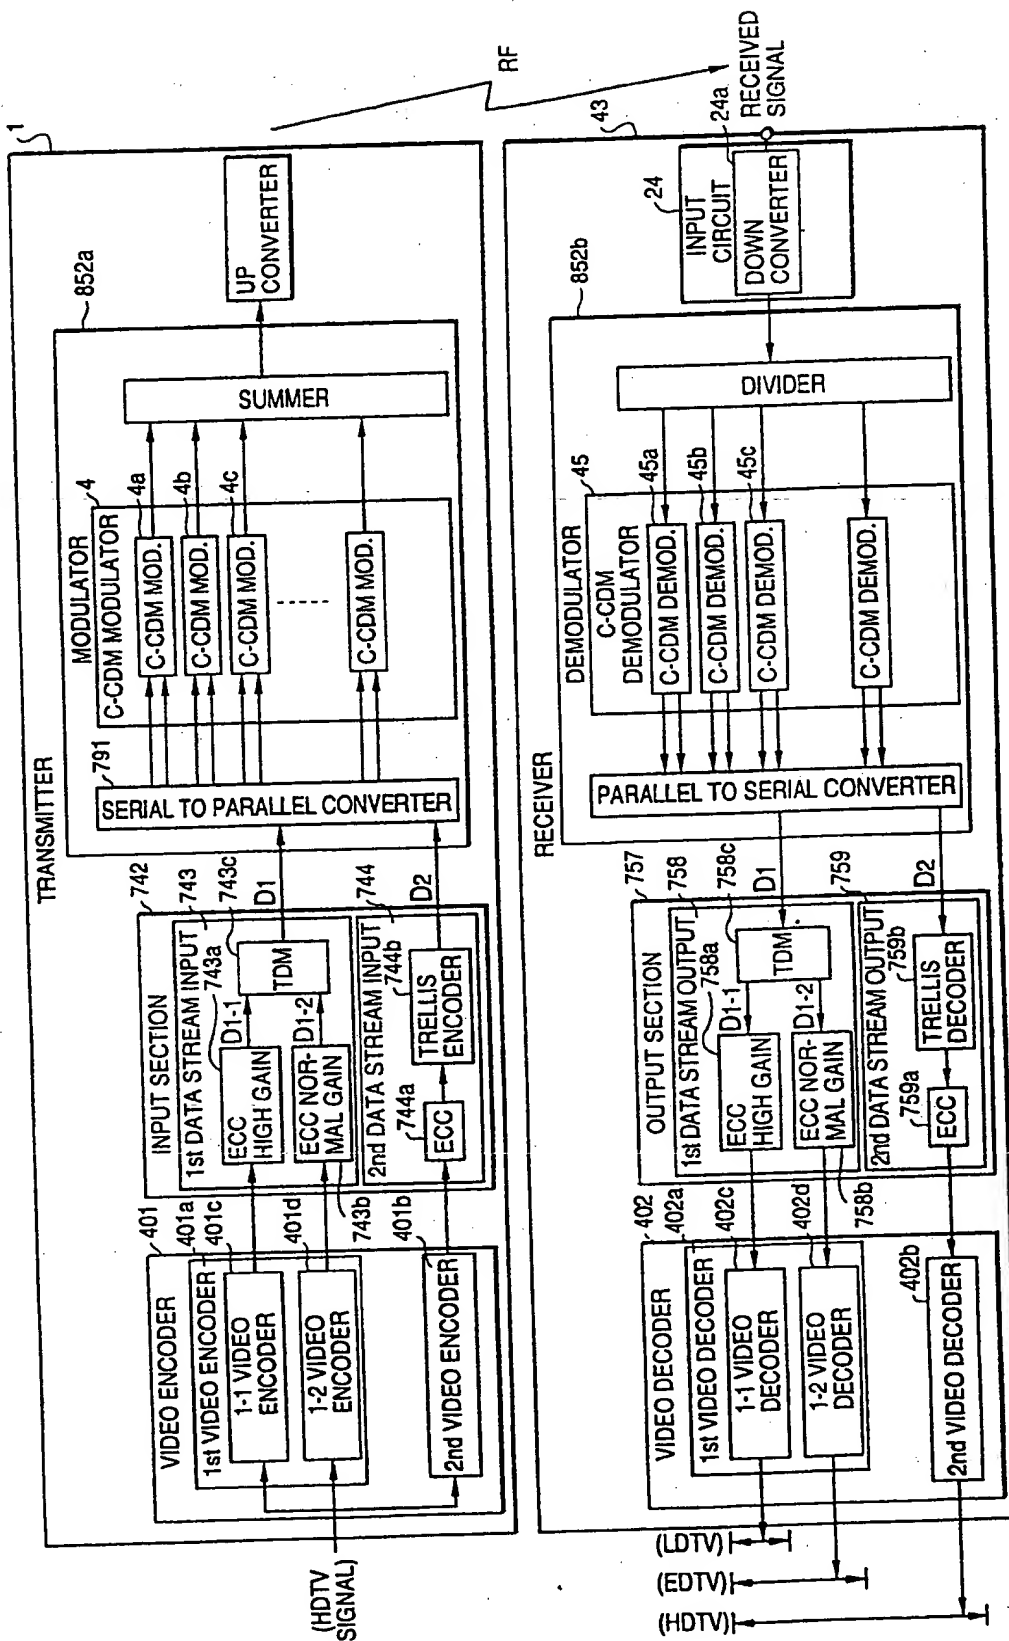 TRANSMITTER
1
(HDTV
SIGNAL)
VIDEO ENCODER
401
1st VIDEO ENCODER
401a
1-1 VIDEO
ENCODER
401c
1-2 VIDEO
ENCODER
401d
2nd VIDEO ENCODER
401b
INPUT SECTION
742
1st DATA STREAM INPUT
743
743a
ECC
HIGH GAIN
D1-1
743c
TDM
ECC NOR-
MAL GAIN
D1-2
743b
D1
2nd DATA STREAM INPUT
744
744a
ECC
744b
TRELLIS
ENCODER
D2
791
SERIAL TO PARALLEL CONVERTER
MODULATOR
852a
C-CDM MODULATOR
4
C-CDM MOD.
4a
C-CDM MOD.
4b
C-CDM MOD.
4c
C-CDM MOD.
SUMMER
UP
CONVERTER
RF
RECEIVER
43
RECEIVED
SIGNAL
INPUT
CIRCUIT
24
DOWN
CONVERTER
24a
852b
DIVIDER
DEMODULATOR
C-CDM
DEMODULATOR
45
C-CDM DEMOD.
45a
C-CDM DEMOD.
45b
C-CDM DEMOD.
45c
C-CDM DEMOD.
PARALLEL TO SERIAL CONVERTER
OUTPUT SECTION
757
1st DATA STREAM OUTPUT
758
D1
758c
TDM
758a
D1-1
ECC
HIGH GAIN
D1-2
ECC NOR-
MAL GAIN
758b
2nd DATA STREAM OUTPUT
759
D2
759b
TRELLIS
DECODER
759a
ECC
VIDEO DECODER
402
1st VIDEO DECODER
402a
1-1 VIDEO
DECODER
402c
1-2 VIDEO
DECODER
402d
2nd VIDEO DECODER
402b
(LDTV)
(EDTV)
(HDTV)